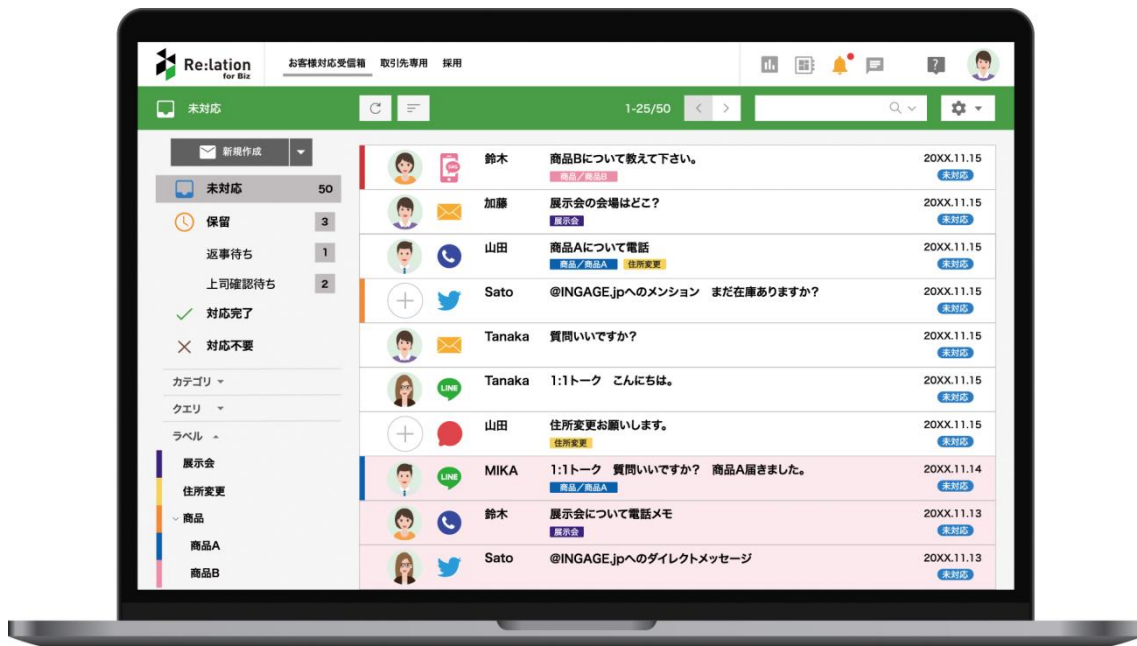 Re:lation
for Biz
お客様対応受信箱 取引先専用 採用
?
未対応
1-25/50
新規作成
未対応 50
保留 3
返事待ち 1
上司確認待ち 2
対応完了
対応不要
カテゴリ
クエリ
ラベル
展示会
住所変更
商品
商品A
商品B
SMS 鈴木 商品Bについて教えて下さい。 20XX.11.15
商品/商品B 未対応
加藤 展示会の会場はどこ? 20XX.11.15
展示会 未対応
山田 商品Aについて電話 20XX.11.15
商品/商品A 住所変更 未対応
Sato @INGAGE.jpへのメンション まだ在庫ありますか? 20XX.11.15
未対応
Tanaka 質問いいですか? 20XX.11.15
未対応
LINE Tanaka 1:1トーク こんにちは。 20XX.11.15
未対応
山田 住所変更お願いします。 20XX.11.15
住所変更 未対応
LINE MIKA 1:1トーク 質問いいですか? 商品A届きました。 20XX.11.14
商品/商品A 未対応
鈴木 展示会について電話メモ 20XX.11.13
展示会 未対応
Sato @INGAGE.jpへのダイレクトメッセージ 20XX.11.13
未対応